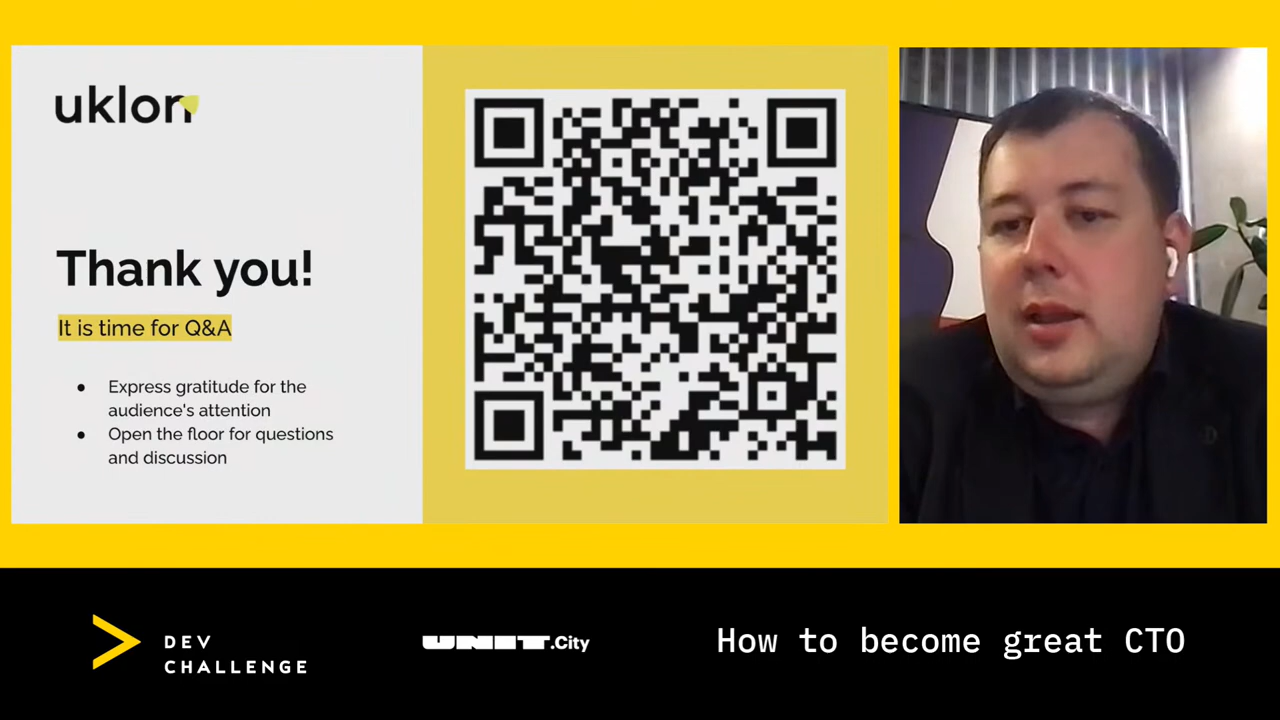 uklon
Thank you!
It is time for Q&A
● Express gratitude for the
audience's attention
● Open the floor for questions
and discussion
DEV
CHALLENGE
UNIT.City
How to become great CTO